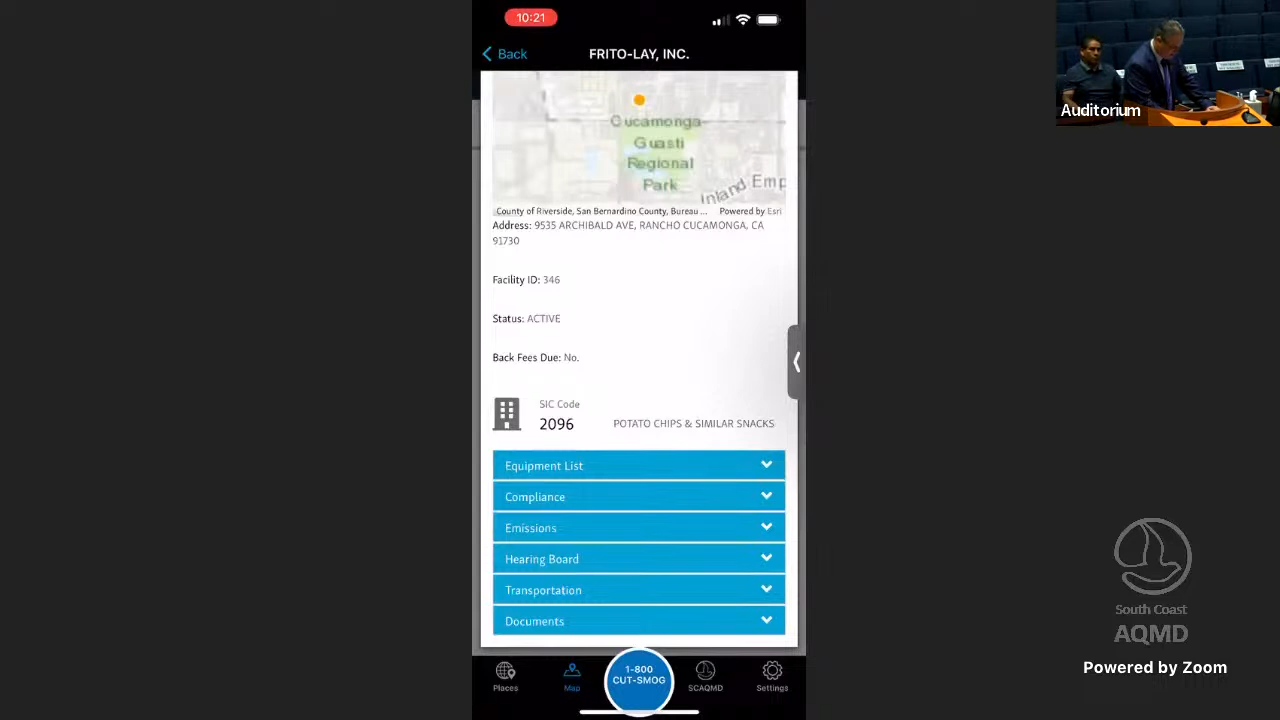 10:21
Back
FRITO-LAY, INC.
Cucamonga-
Guasti
Regional
Park
Inland Emp
County of Riverside, San Bernardino County, Bureau ...
Powered by Esri
Address: 9535 ARCHIBALD AVE, RANCHO CUCAMONGA, CA
91730
Facility ID: 346
Status: ACTIVE
Back Fees Due: No.
SIC Code
2096
POTATO CHIPS & SIMILAR SNACKS
Equipment List
Compliance
Emissions
Hearing Board
Transportation
Documents
Places
Map
1-800
CUT-SMOG
SCAQMD
Settings
Auditorium
South Coast
AQMD
Powered by Zoom